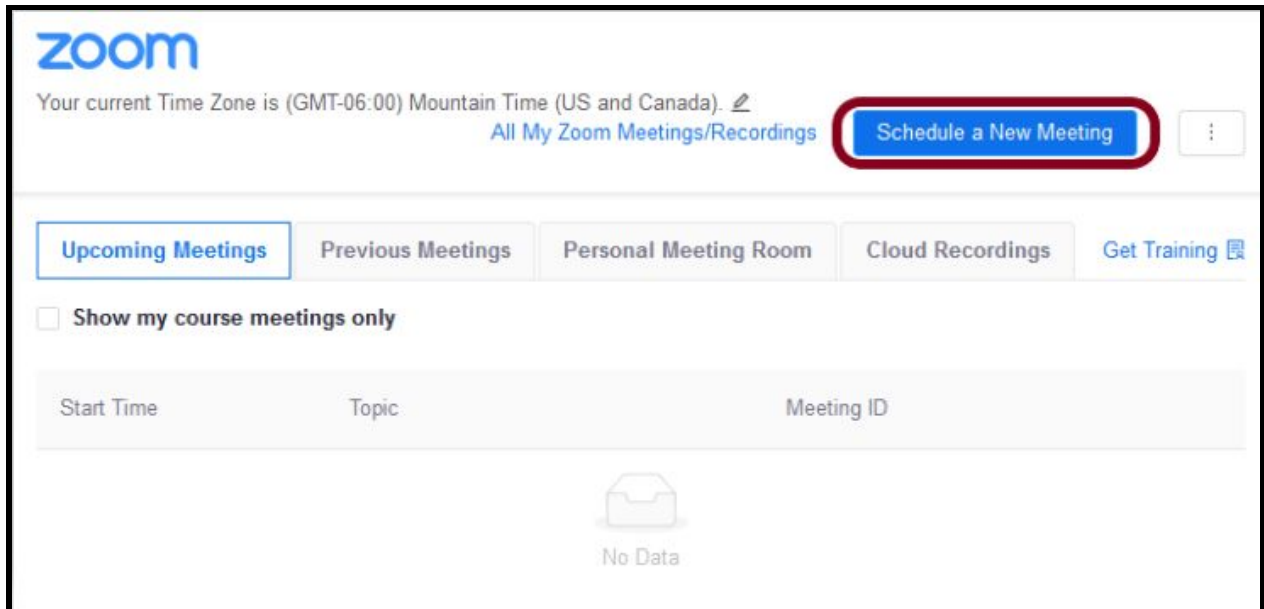 zoom
Your current Time Zone is (GMT-06:00) Mountain Time (US and Canada).
All My Zoom Meetings/Recordings
Schedule a New Meeting
Upcoming Meetings
Previous Meetings
Personal Meeting Room
Cloud Recordings
Get Training
Show my course meetings only
Start Time
Topic
Meeting ID
No Data